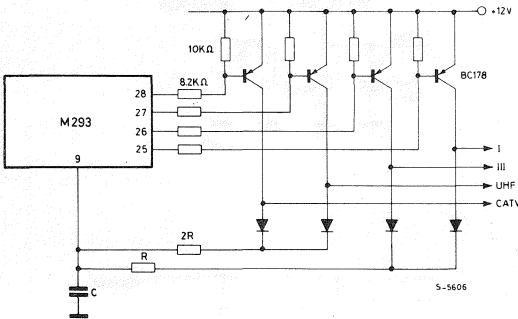 +12V
10KΩ
8.2KΩ
BC178
28
M293
27
26
25
9
I
III
UHF
CATV
2R
R
C
S-5606